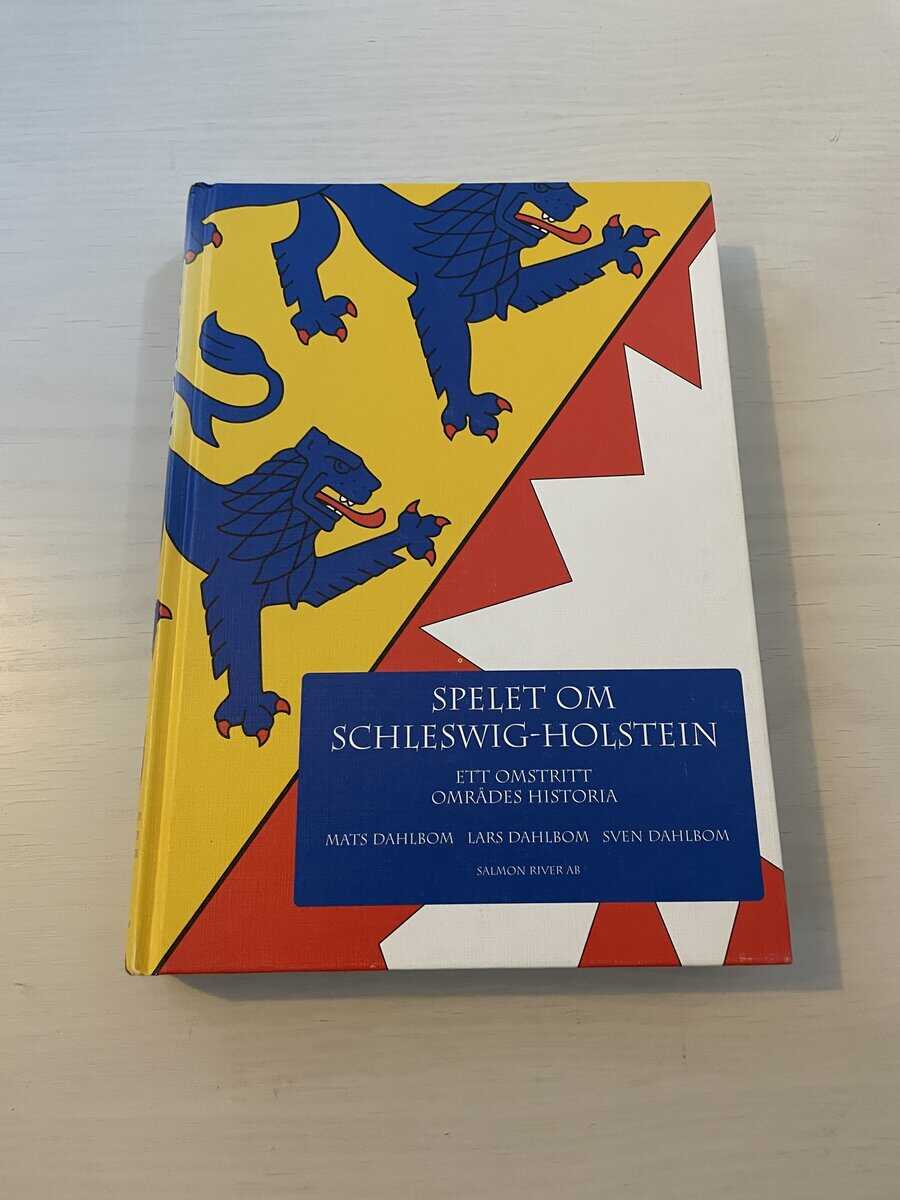 SPELET OM
SCHLESWIG-HOLSTEIN
ETT OMSTRITT
OMRÅDES HISTORIA
MATS DAHLBOM LARS DAHLBOM SVEN DAHLBOM
SALMON RIVER AB